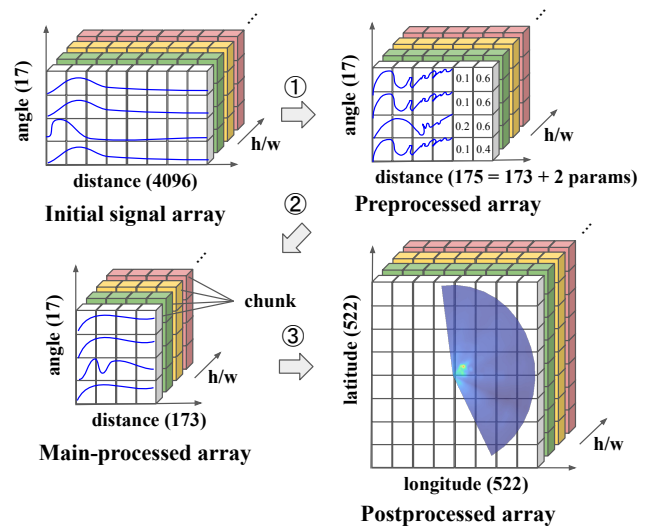 ...
angle (17)
h/w
distance (4096)
Initial signal array
①
...
angle (17)
0.1 0.6
0.1 0.6
0.2 0.6
0.1 0.4
h/w
distance (175 = 173 + 2 params)
Preprocessed array
②
...
angle (17)
chunk
h/w
distance (173)
Main-processed array
③
...
latitude (522)
h/w
longitude (522)
Postprocessed array